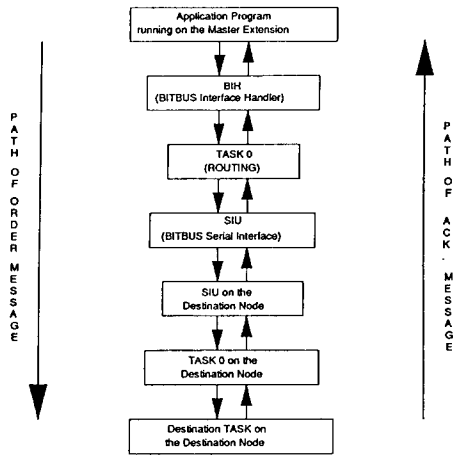 Application Program
running on the Master Extension
BIH
(BITBUS Interface Handler)
TASK 0
(ROUTING)
SIU
(BITBUS Serial Interface)
SIU on the
Destination Node
TASK 0 on the
Destination Node
Destination TASK on
the Destination Node
PATH OF ORDER MESSAGE
PATH OF ACK. MESSAGE